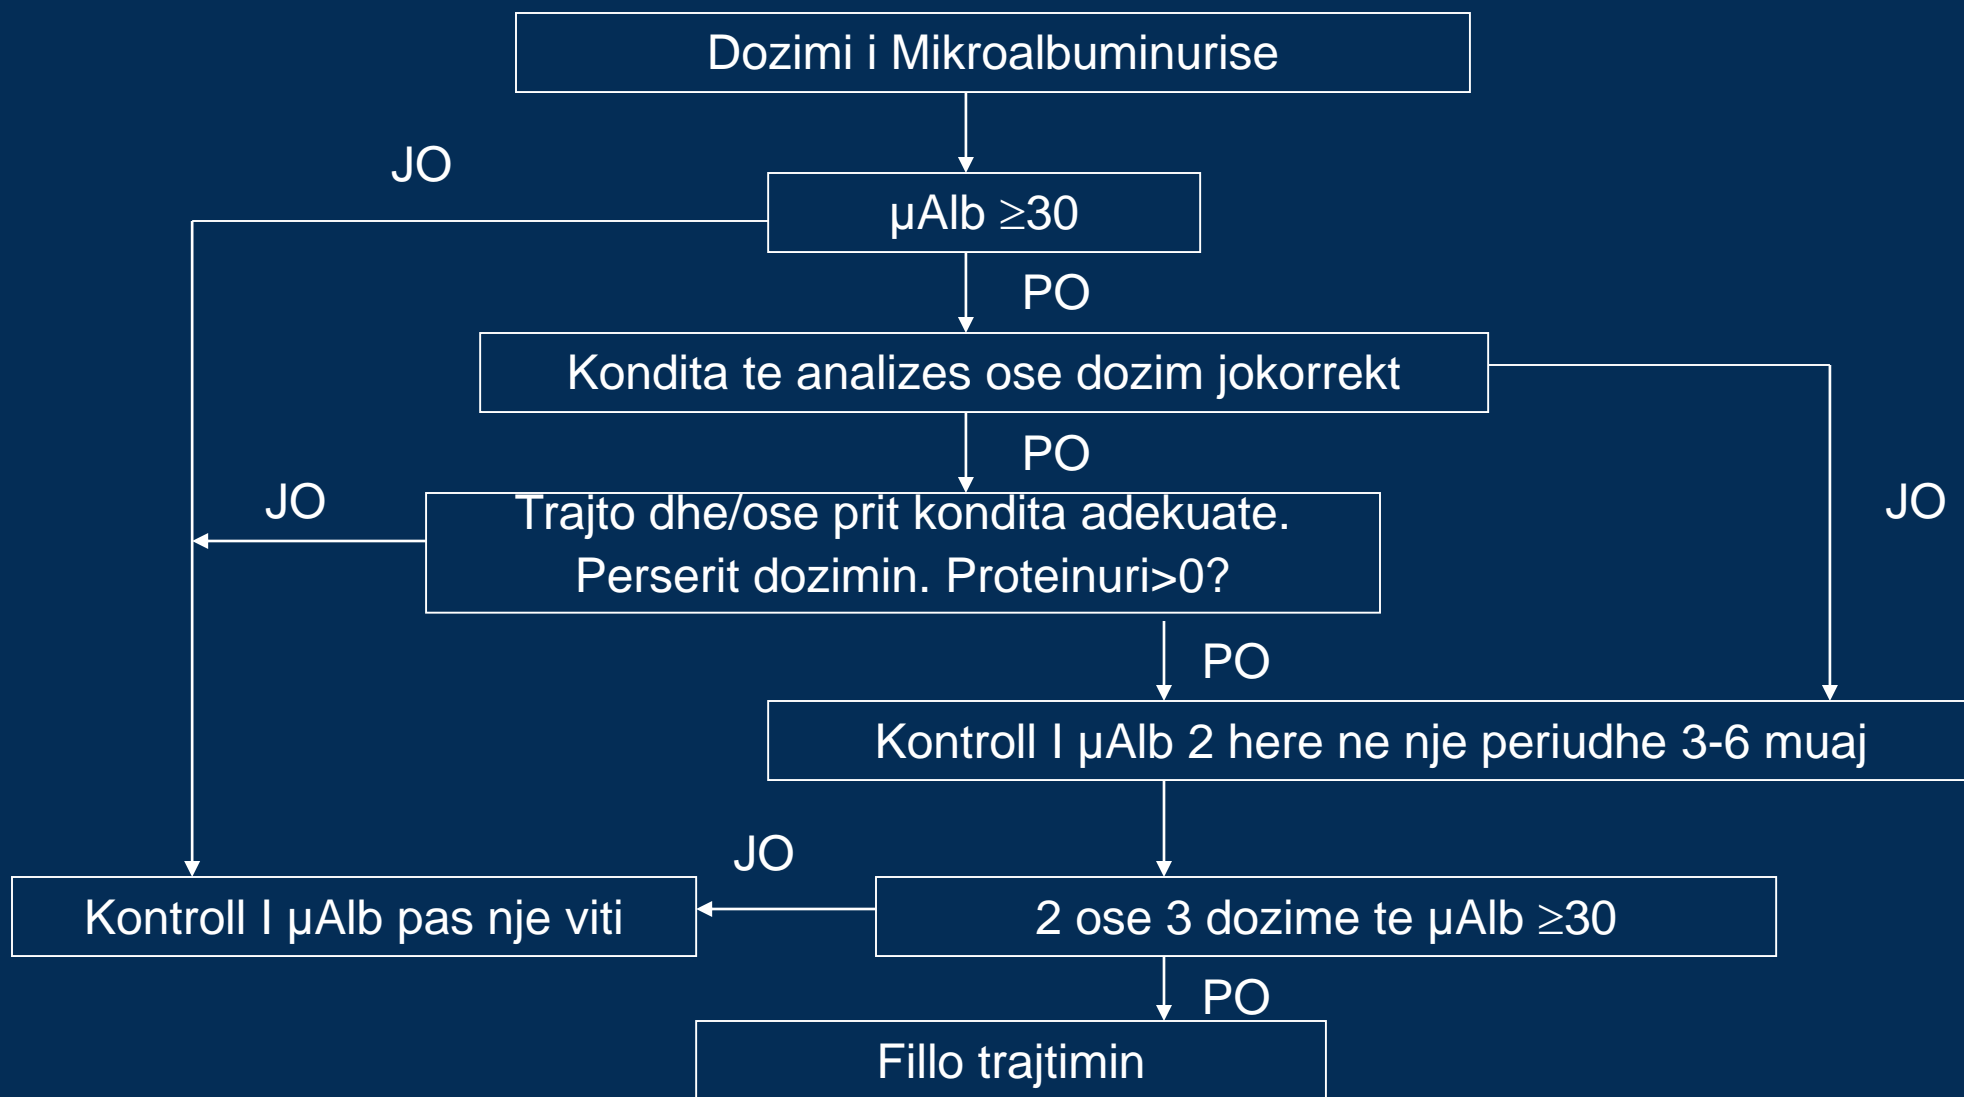 Dozimi i Mikroalbuminurise
JO
µAlb ≥30
PO
Kondita te analizes ose dozim jokorrekt
PO
JO
Trajto dhe/ose prit kondita adekuate.
Perserit dozimin. Proteinuri>0?
JO
PO
Kontroll I µAlb 2 here ne nje periudhe 3-6 muaj
JO
Kontroll I µAlb pas nje viti
2 ose 3 dozime te µAlb ≥30
PO
Fillo trajtimin